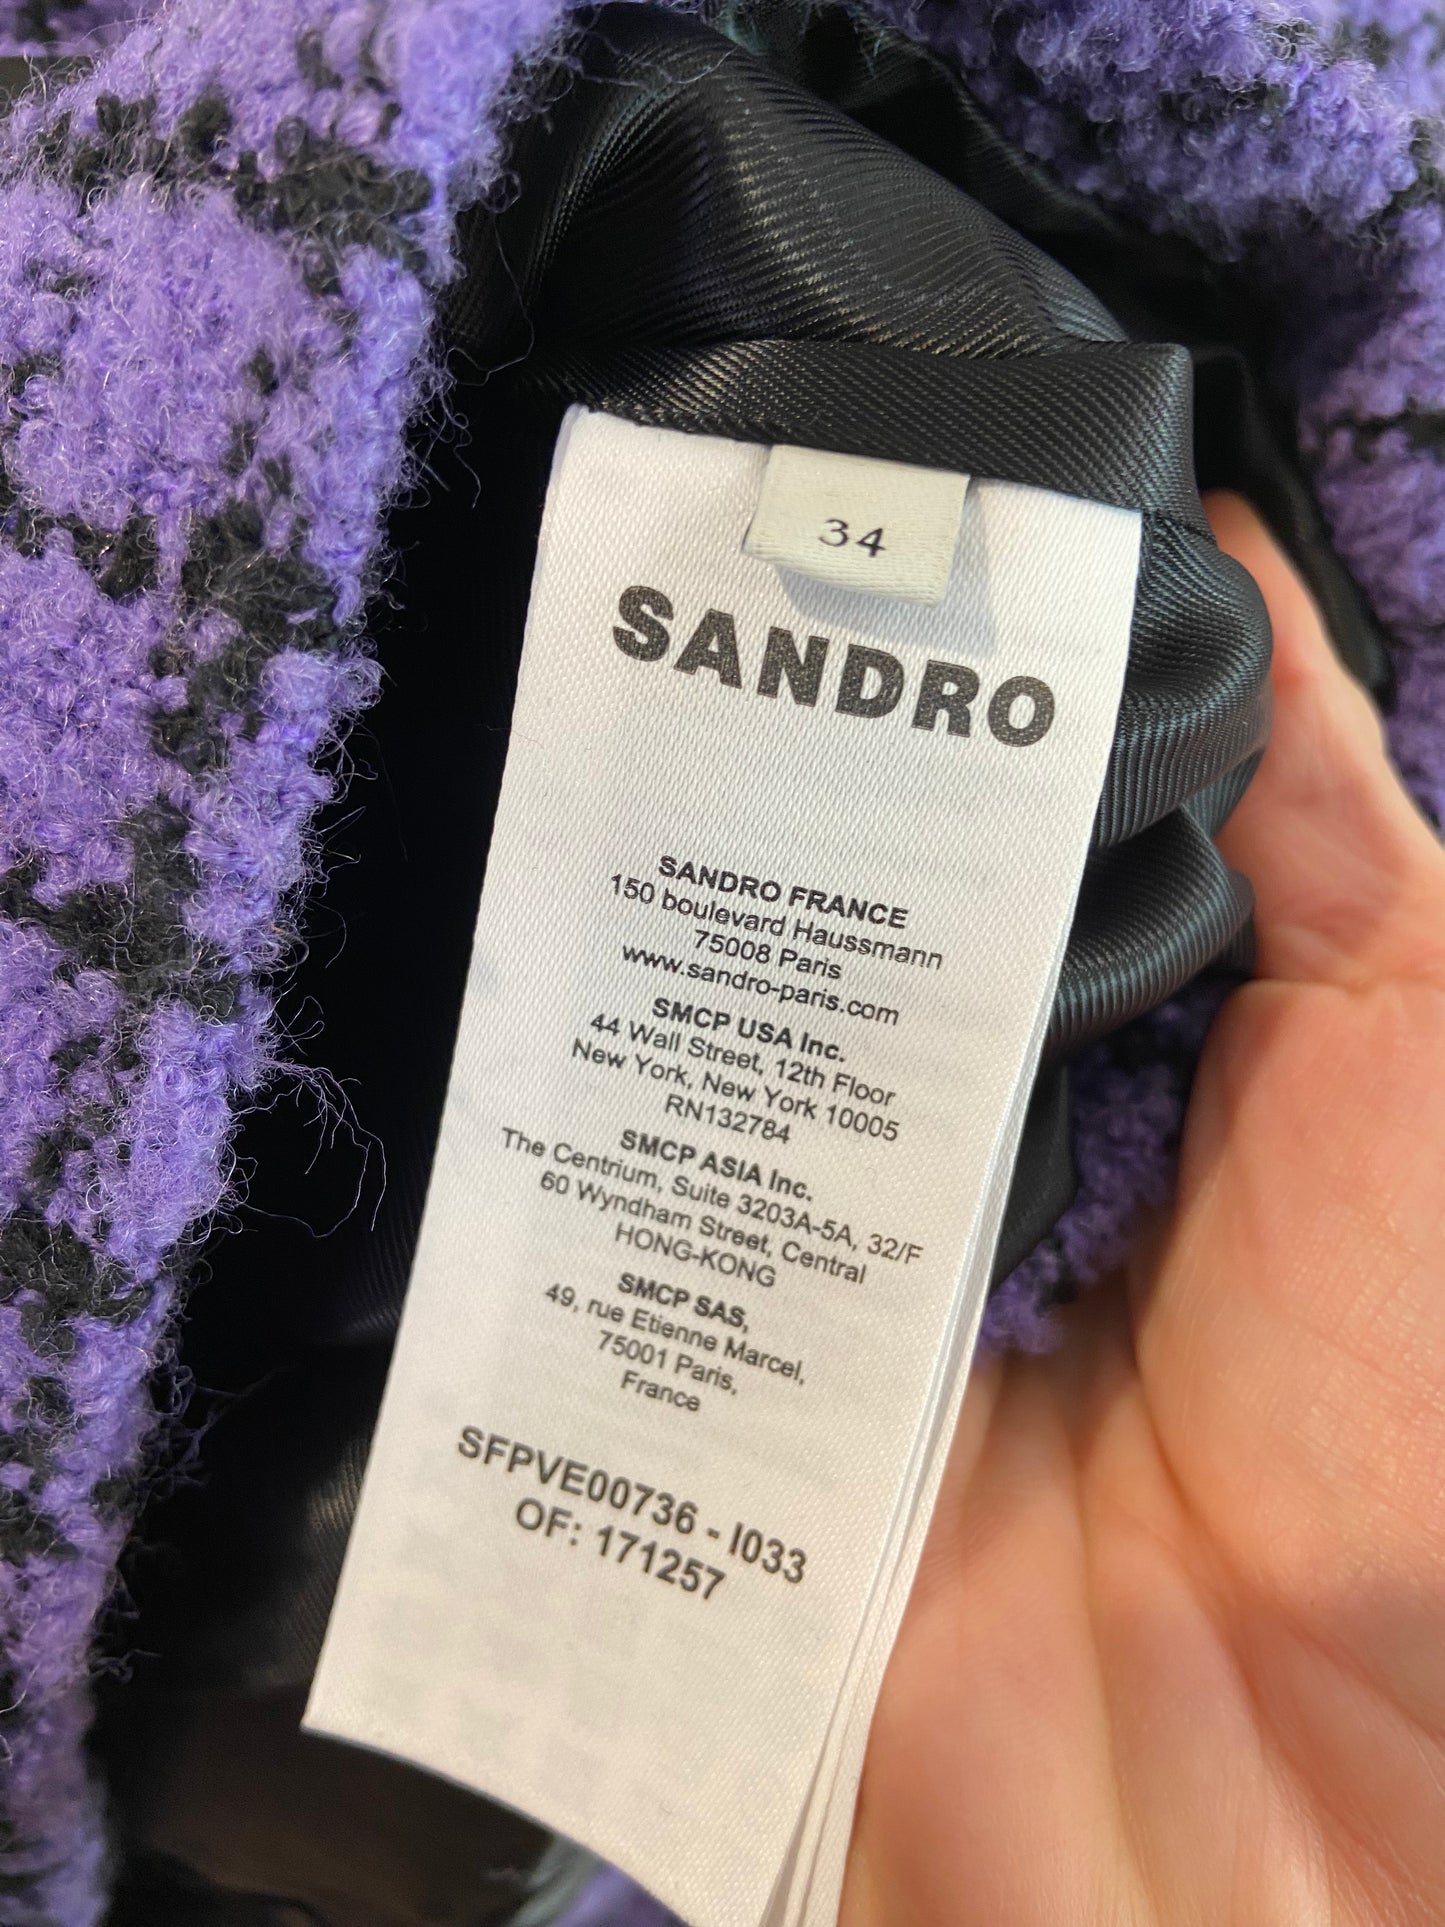 34
SANDRO
SANDRO FRANCE
150 boulevard Haussmann
75008 Paris
www.sandro-paris.com
SMCP USA Inc.
44 Wall Street, 12th Floor
New York, New York 10005
RN132784
SMCP ASIA Inc.
The Centrium, Suite 3203A-5A, 32/F
60 Wyndham Street, Central
HONG-KONG
SMCP SAS,
49, rue Etienne Marcel,
75001 Paris,
France
SFPVE00736 - I033
OF: 171257